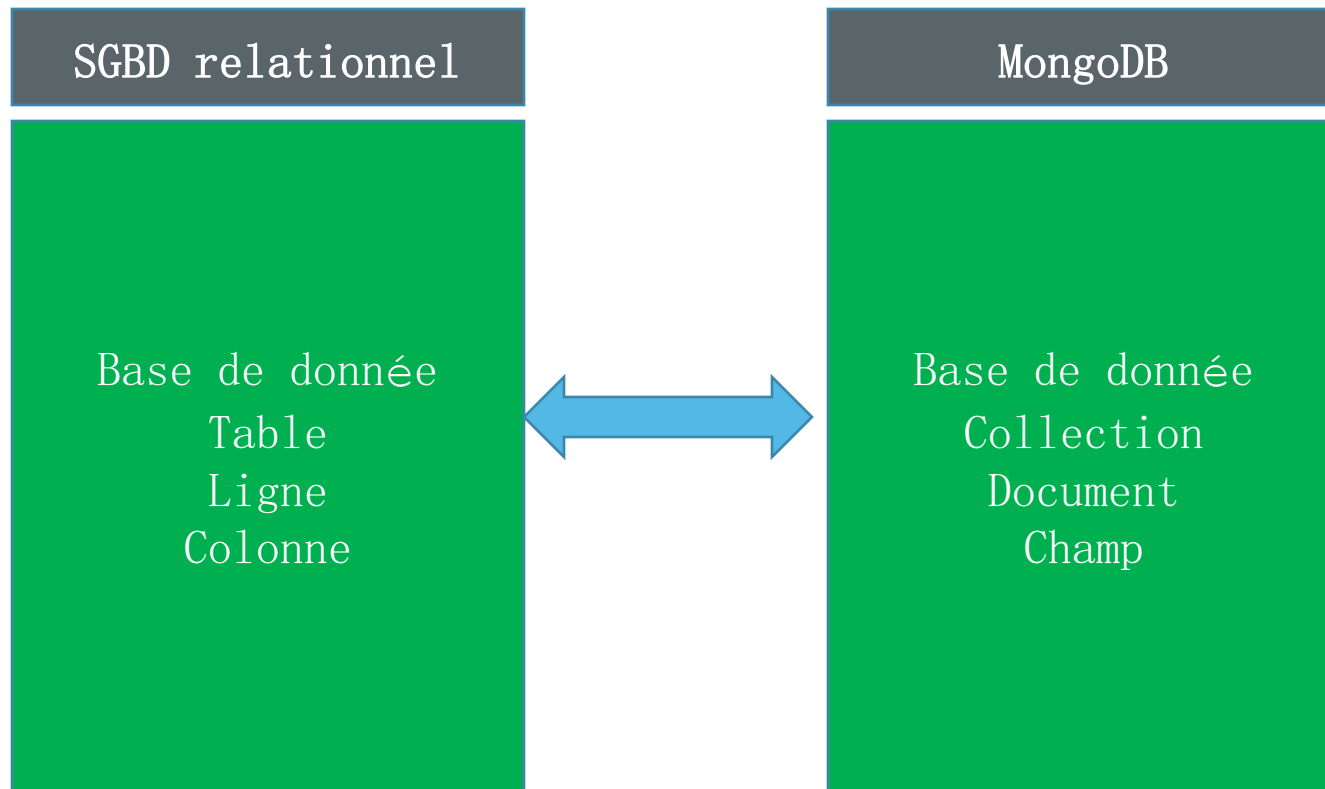 SGBD relationnel
Base de donnée
Table
Ligne
Colonne
MongoDB
Base de donnée
Collection
Document
Champ